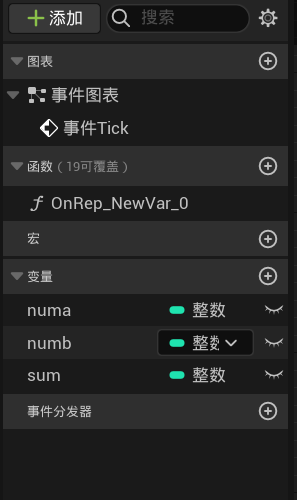 添加 搜索
图表
事件图表
事件Tick
函数（19可覆盖）
OnRep_NewVar_0
宏
变量
numa 整数
numb 整数
sum 整数
事件分发器